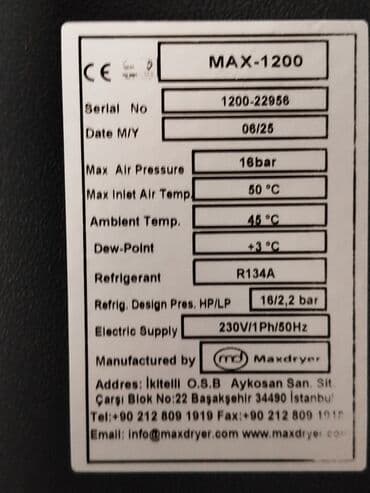 CE MAX-1200
Serial No 1200-22956
Date M/Y 06/25
Max Air Pressure 16bar
Max Inlet Air Temp. 50 °C
Ambient Temp. 45 °C
Dew-Point +3 °C
Refrigerant R134A
Refrig. Design Pres. HP/LP 16/2,2 bar
Electric Supply 230V/1Ph/50Hz
Manufactured by md Maxdryer
Addres: İkitelli O.S.B Aykosan San. Sit.
Çarşı Blok No:22 Başakşehir 34490 İstanbul
Tel:+90 212 809 1919 Fax:+90 212 809
Email: info@maxdryer.com www.maxdryer.com